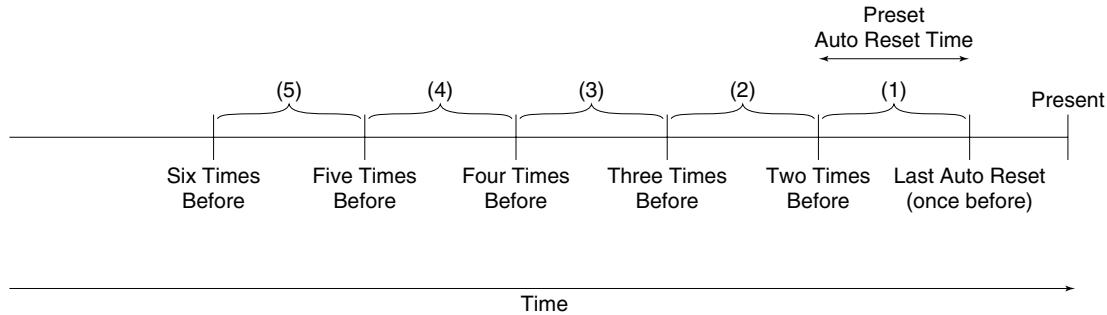 Preset
Auto Reset Time
(5)
(4)
(3)
(2)
(1)
Present
Six Times
Before
Five Times
Before
Four Times
Before
Three Times
Before
Two Times
Before
Last Auto Reset
(once before)
Time